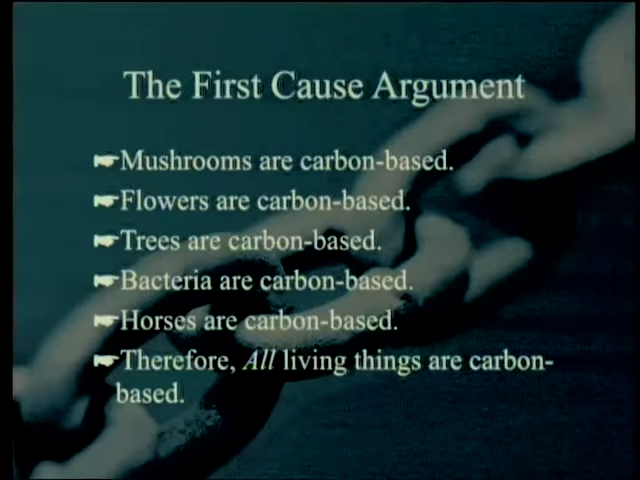 The First Cause Argument
Mushrooms are carbon-based.
Flowers are carbon-based.
Trees are carbon-based.
Bacteria are carbon-based.
Horses are carbon-based.
Therefore, All living things are carbon-
based.